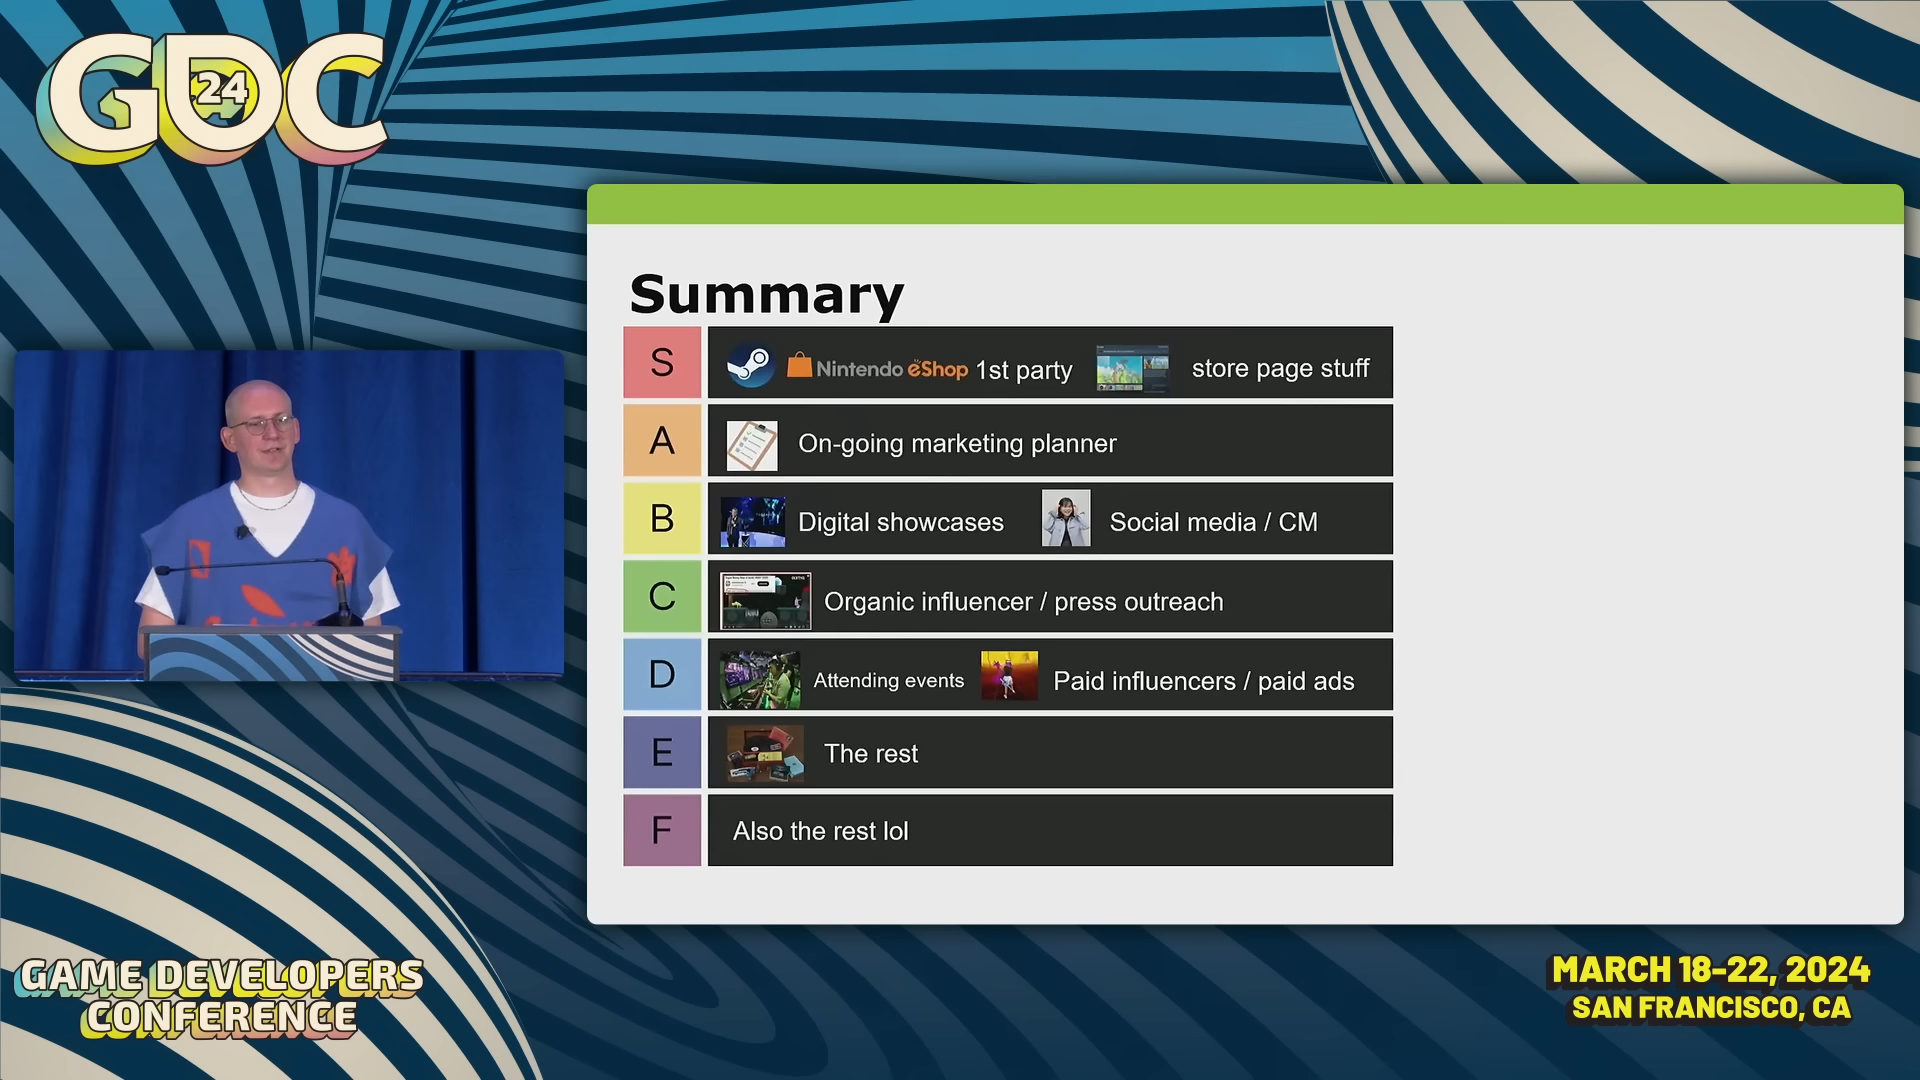 GDC
24
Summary
S
Nintendo eShop 1st party
store page stuff
A
On-going marketing planner
B
Digital showcases
Social media / CM
C
Organic influencer / press outreach
D
Attending events
Paid influencers / paid ads
E
The rest
F
Also the rest lol
GAME DEVELOPERS
CONFERENCE
MARCH 18-22, 2024
SAN FRANCISCO, CA